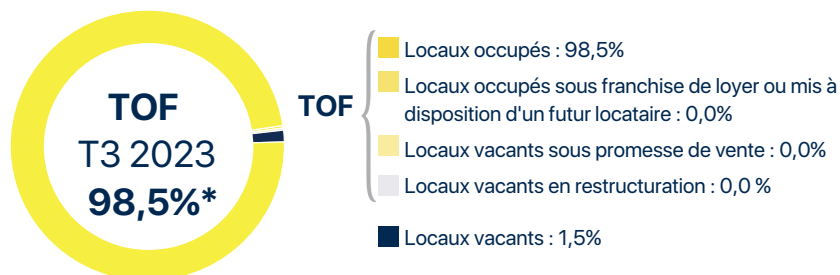 TOF
T3 2023
98,5%*
TOF
Locaux occupés : 98,5%
Locaux occupés sous franchise de loyer ou mis à
disposition d'un futur locataire : 0,0%
Locaux vacants sous promesse de vente : 0,0%
Locaux vacants en restructuration : 0,0 %
Locaux vacants : 1,5%